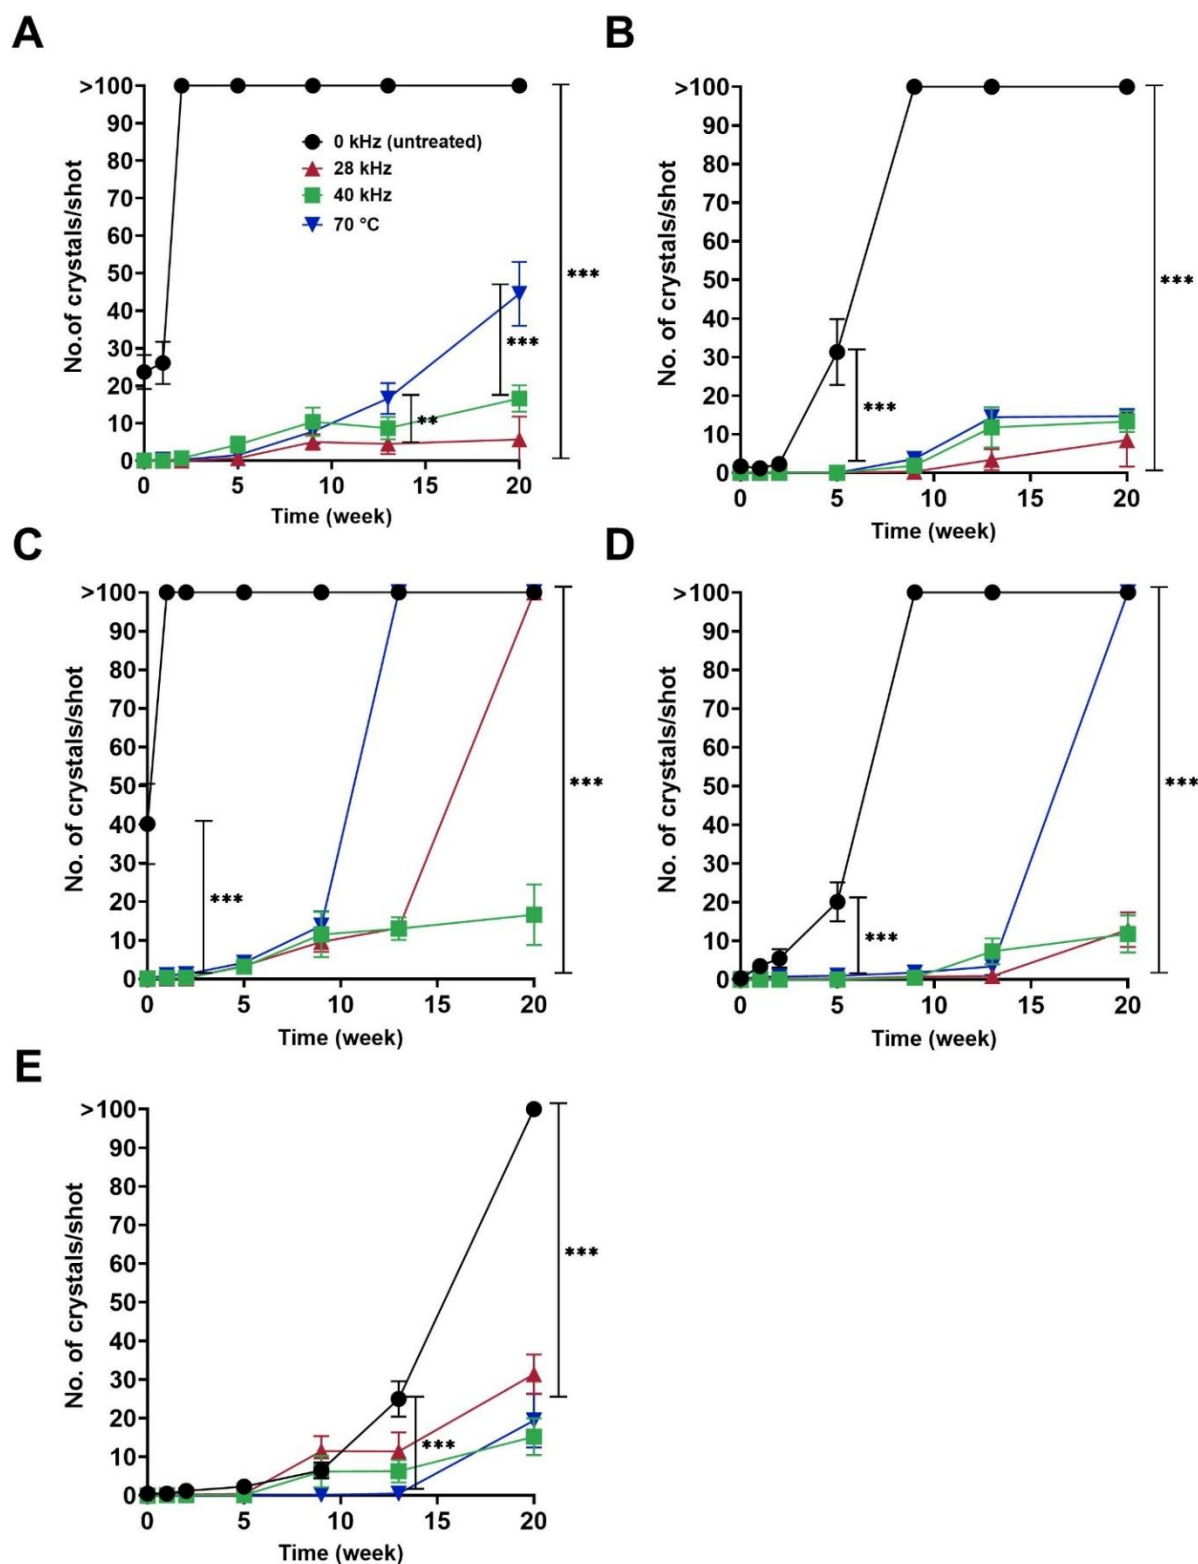 A
No.of crystals/shot
>100
90
80
70
60
50
40
30
20
10
0
0 kHz (untreated)
28 kHz
40 kHz
70 °C
***
***
**
0 5 10 15 20
Time (week)
B
No. of crystals/shot
>100
90
80
70
60
50
40
30
20
10
0
***
***
0 5 10 15 20
Time (week)
C
No. of crystals/shot
>100
90
80
70
60
50
40
30
20
10
0
***
***
0 5 10 15 20
Time (week)
D
No. of crystals/shot
>100
90
80
70
60
50
40
30
20
10
0
***
***
0 5 10 15 20
Time (week)
E
No. of crystals/shot
>100
90
80
70
60
50
40
30
20
10
0
***
***
0 5 10 15 20
Time (week)